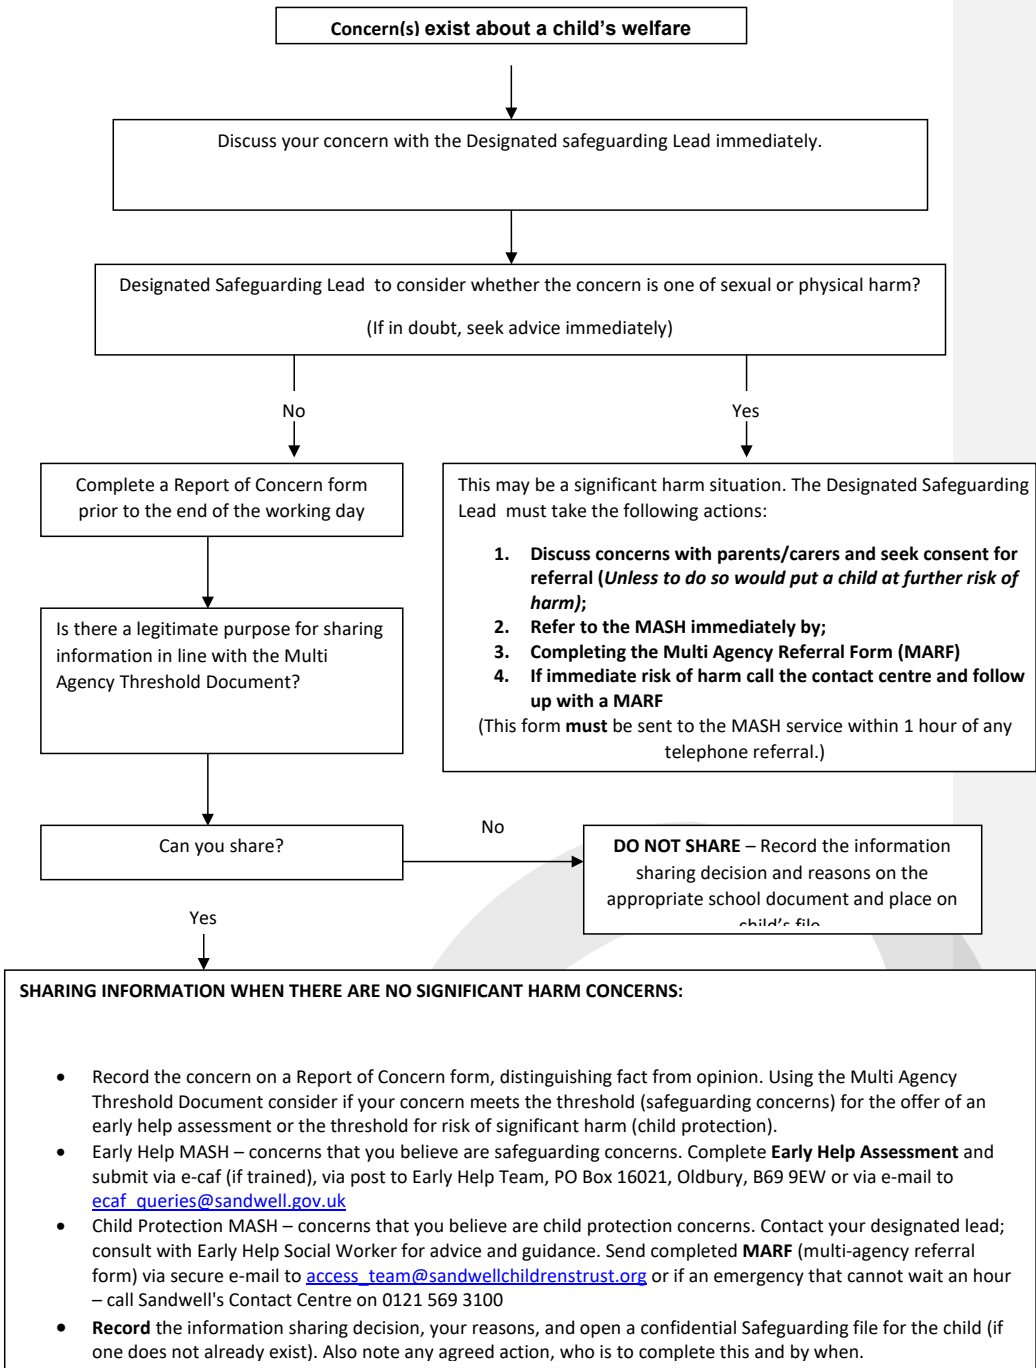 Concern(s) exist about a child's welfare
Discuss your concern with the Designated safeguarding Lead immediately.
Designated Safeguarding Lead  to consider whether the concern is one of sexual or physical harm?
(If in doubt, seek advice immediately)
No
Yes
Complete a Report of Concern form
prior to the end of the working day
This may be a significant harm situation. The Designated Safeguarding
Lead  must take the following actions:
1. Discuss concerns with parents/carers and seek consent for
referral (Unless to do so would put a child at further risk of
harm);
2. Refer to the MASH immediately by;
3. Completing the Multi Agency Referral Form (MARF)
4. If immediate risk of harm call the contact centre and follow
up with a MARF
(This form must be sent to the MASH service within 1 hour of any
telephone referral.)
Is there a legitimate purpose for sharing
information in line with the Multi
Agency Threshold Document?
Can you share?
No
DO NOT SHARE – Record the information
sharing decision and reasons on the
appropriate school document and place on
child's file
Yes
SHARING INFORMATION WHEN THERE ARE NO SIGNIFICANT HARM CONCERNS:
• Record the concern on a Report of Concern form, distinguishing fact from opinion. Using the Multi Agency
Threshold Document consider if your concern meets the threshold (safeguarding concerns) for the offer of an
early help assessment or the threshold for risk of significant harm (child protection).
• Early Help MASH – concerns that you believe are safeguarding concerns. Complete Early Help Assessment and
submit via e-caf (if trained), via post to Early Help Team, PO Box 16021, Oldbury, B69 9EW or via e-mail to
ecaf_queries@sandwell.gov.uk
• Child Protection MASH – concerns that you believe are child protection concerns. Contact your designated lead;
consult with Early Help Social Worker for advice and guidance. Send completed MARF (multi-agency referral
form) via secure e-mail to access_team@sandwellchildrenstrust.org or if an emergency that cannot wait an hour
– call Sandwell's Contact Centre on 0121 569 3100
• Record the information sharing decision, your reasons, and open a confidential Safeguarding file for the child (if
one does not already exist). Also note any agreed action, who is to complete this and by when.